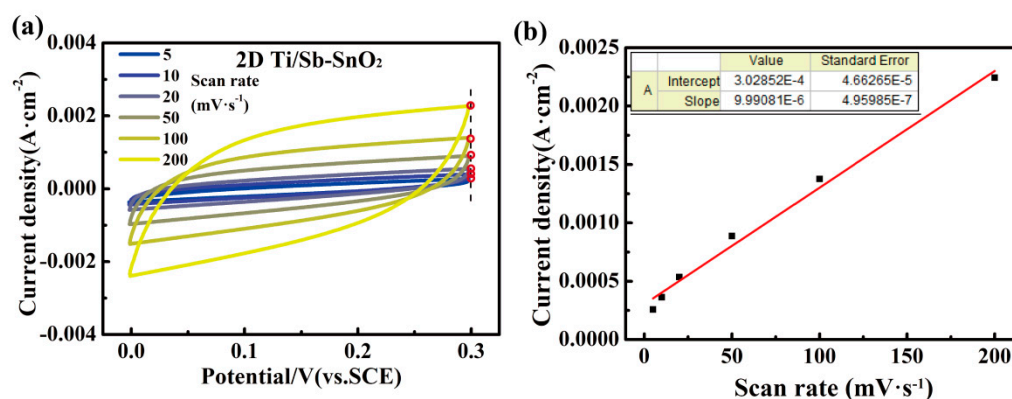 (a)
2D Ti/Sb-SnO₂
5
10
20
50
100
200
Scan rate
(mV·s⁻¹)
Current density(A·cm⁻²)
0.004
0.002
0.000
-0.002
-0.004
0.0
0.1
0.2
0.3
Potential/V(vs.SCE)
(b)
Value
Standard Error
A
Intercept
3.02852E-4
4.66265E-5
Slope
9.99081E-6
4.95985E-7
Current density(A·cm⁻²)
0.0025
0.0020
0.0015
0.0010
0.0005
0.0000
0
50
100
150
200
Scan rate (mV·s⁻¹)